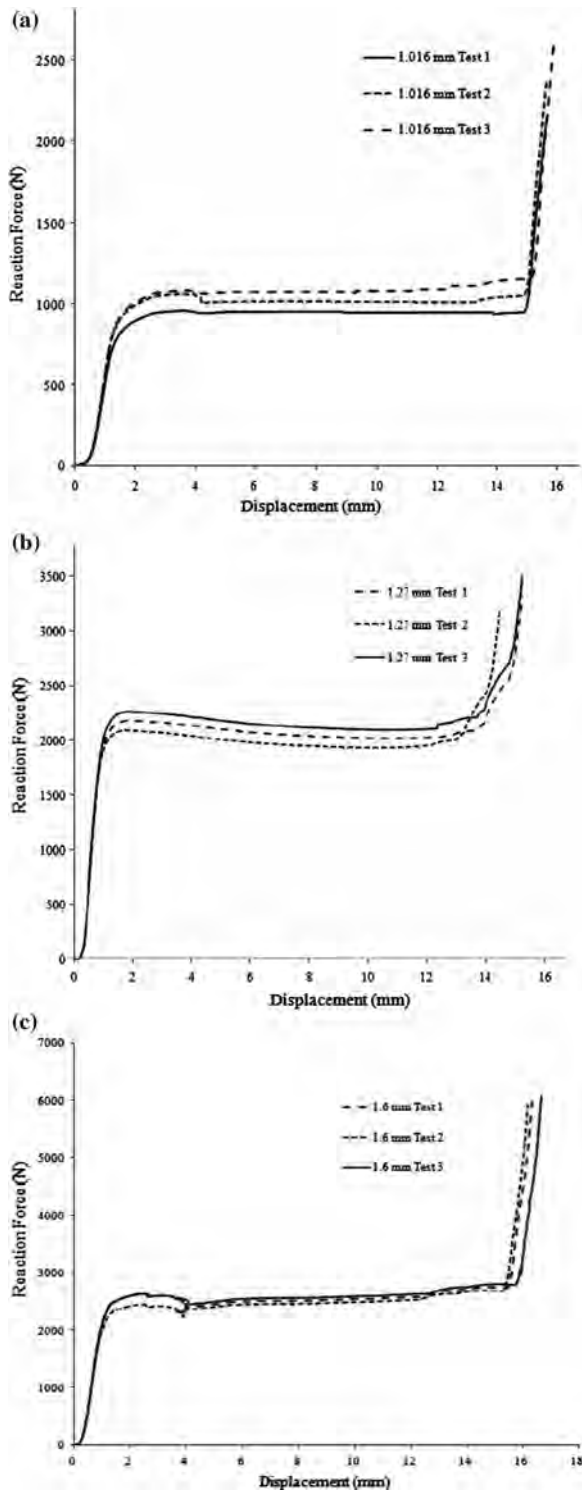 (a)
2500
2000
1500
1000
500
0
Reaction Force (N)
1.016 mm Test 1
1.016 mm Test 2
1.016 mm Test 3
0 2 4 6 8 10 12 14 16
Displacement (mm)
(b)
3500
3000
2500
2000
1500
1000
500
0
Reaction Force (N)
1.27 mm Test 1
1.27 mm Test 2
1.27 mm Test 3
0 2 4 6 8 10 12 14 16
Displacement (mm)
(c)
7000
6000
5000
4000
3000
2000
1000
0
Reaction Force (N)
1.6 mm Test 1
1.6 mm Test 2
1.6 mm Test 3
0 2 4 6 8 10 12 14 16 18
Displacement (mm)